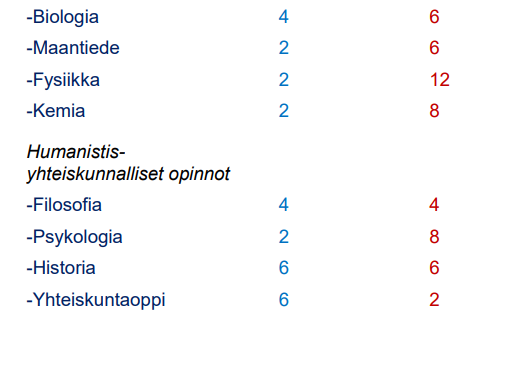 -Biologia 4 6
-Maantiede 2 6
-Fysiikka 2 12
-Kemia 2 8
Humanistis-
yhteiskunnalliset opinnot
-Filosofia 4 4
-Psykologia 2 8
-Historia 6 6
-Yhteiskuntaoppi 6 2